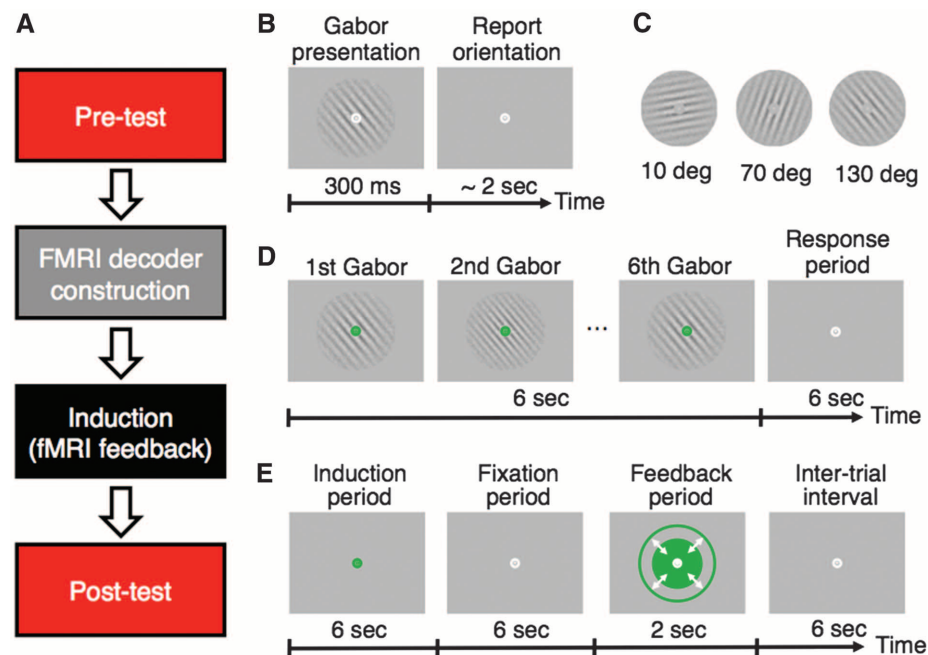 A
Pre-test
FMRI decoder
construction
Induction
(fMRI feedback)
Post-test
B
Gabor
presentation
Report
orientation
300 ms
~ 2 sec
Time
C
10 deg
70 deg
130 deg
D
1st Gabor
2nd Gabor
...
6th Gabor
Response
period
6 sec
6 sec
Time
E
Induction
period
Fixation
period
Feedback
period
Inter-trial
interval
6 sec
6 sec
2 sec
6 sec
Time